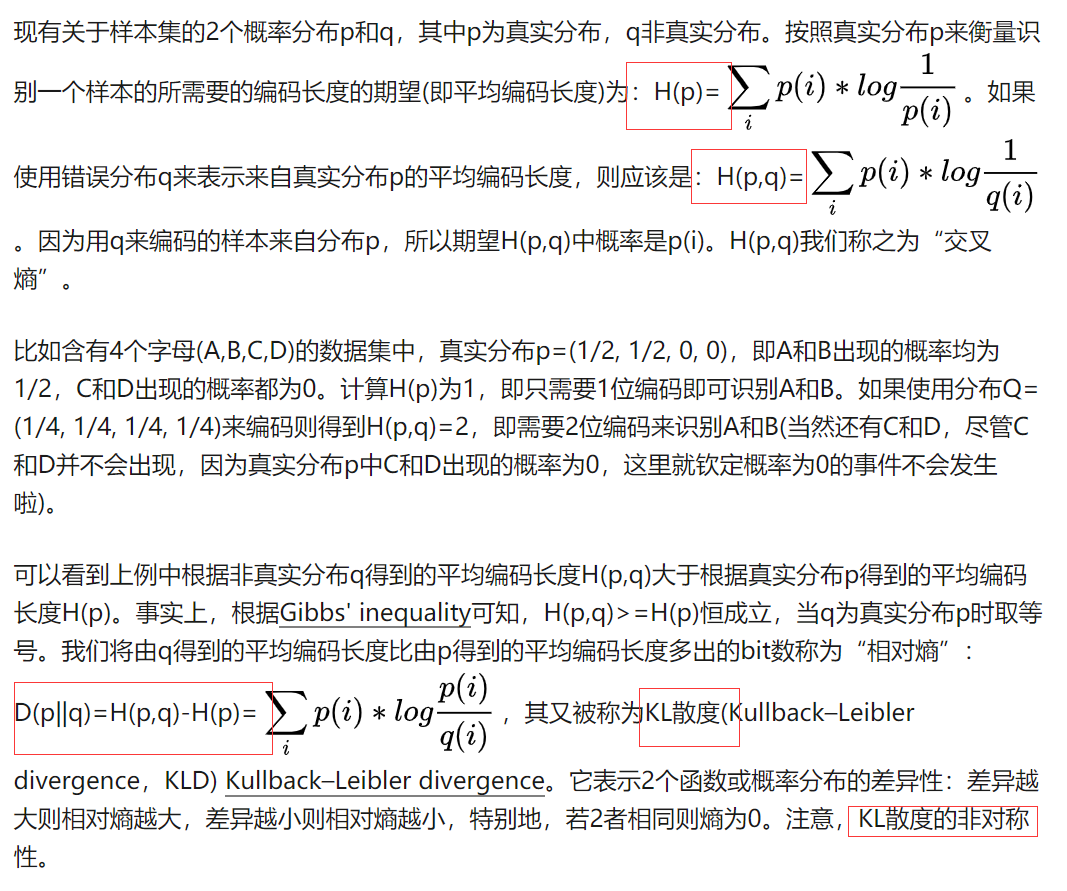 现有关于样本集的2个概率分布p和q，其中p为真实分布，q非真实分布。按照真实分布p来衡量识
别一个样本的所需要的编码长度的期望(即平均编码长度)为：H(p)=∑_i p(i)*log 1/p(i) 。如果
使用错误分布q来表示来自真实分布p的平均编码长度，则应该是：H(p,q)=∑_i p(i)*log 1/q(i)
。因为用q来编码的样本来自分布p，所以期望H(p,q)中概率是p(i)。H(p,q)我们称之为“交叉
熵”。
比如含有4个字母(A,B,C,D)的数据集中，真实分布p=(1/2, 1/2, 0, 0)，即A和B出现的概率均为
1/2，C和D出现的概率都为0。计算H(p)为1，即只需要1位编码即可识别A和B。如果使用分布Q=
(1/4, 1/4, 1/4, 1/4)来编码则得到H(p,q)=2，即需要2位编码来识别A和B(当然还有C和D，尽管C
和D并不会出现，因为真实分布p中C和D出现的概率为0，这里就钦定概率为0的事件不会发生
啦)。
可以看到上例中根据非真实分布q得到的平均编码长度H(p,q)大于根据真实分布p得到的平均编码
长度H(p)。事实上，根据Gibbs' inequality可知，H(p,q)>=H(p)恒成立，当q为真实分布p时取等
号。我们将由q得到的平均编码长度比由p得到的平均编码长度多出的bit数称为“相对熵”：
D(p||q)=H(p,q)-H(p)=∑_i p(i)*log p(i)/q(i) ，其又被称为KL散度(Kullback–Leibler
divergence，KLD) Kullback–Leibler divergence。它表示2个函数或概率分布的差异性：差异越
大则相对熵越大，差异越小则相对熵越小，特别地，若2者相同则熵为0。注意，KL散度的非对称
性。